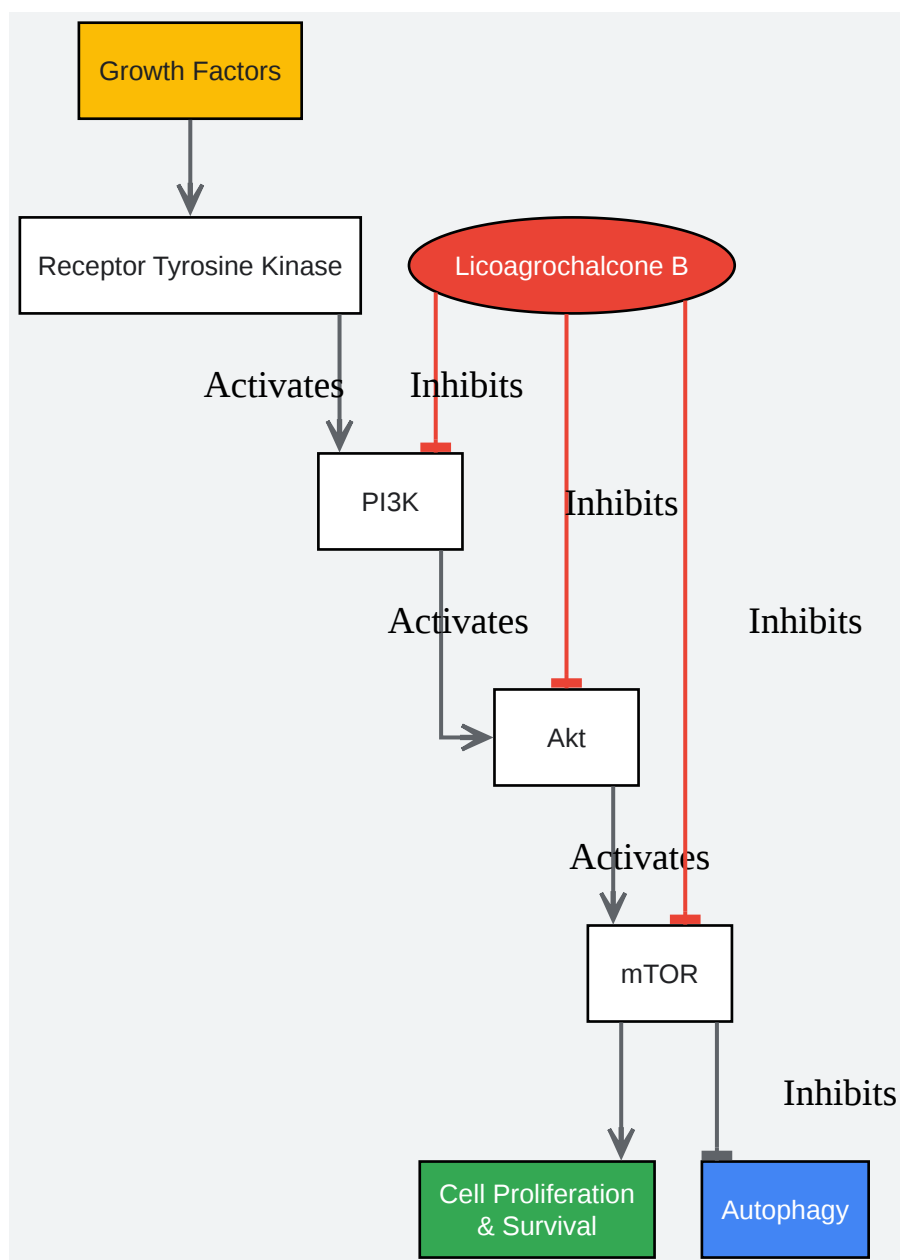 Growth Factors
Receptor Tyrosine Kinase
Licoagrochalcone B
Activates
Inhibits
PI3K
Inhibits
Activates
Inhibits
Akt
Activates
mTOR
Inhibits
Cell Proliferation
& Survival
Autophagy